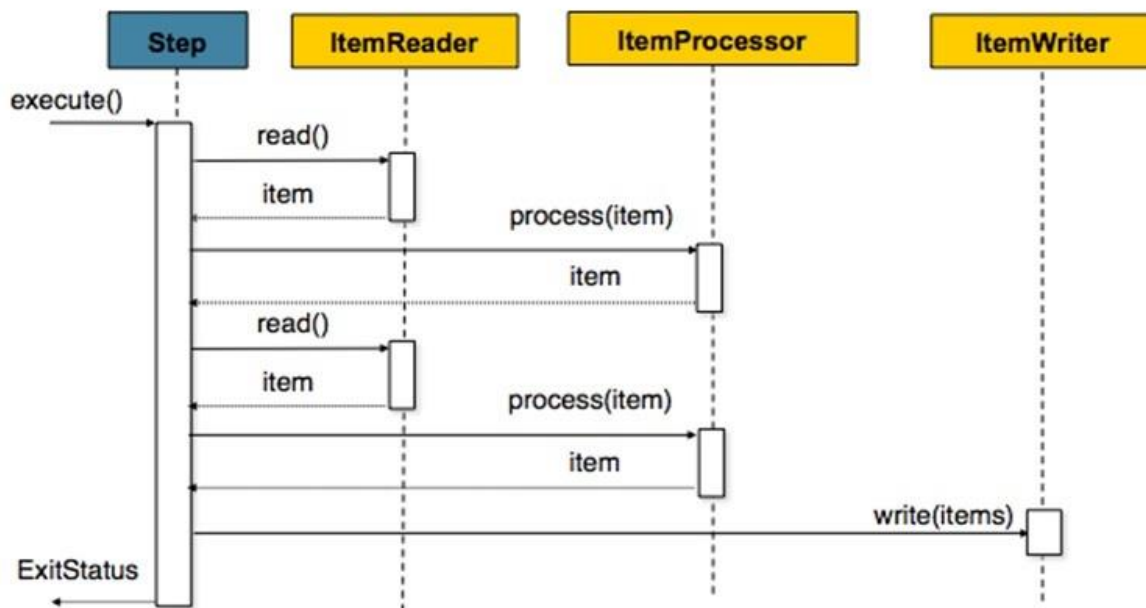 Step
ItemReader
ItemProcessor
ItemWriter
execute()
read()
item
process(item)
item
read()
item
process(item)
item
write(items)
ExitStatus